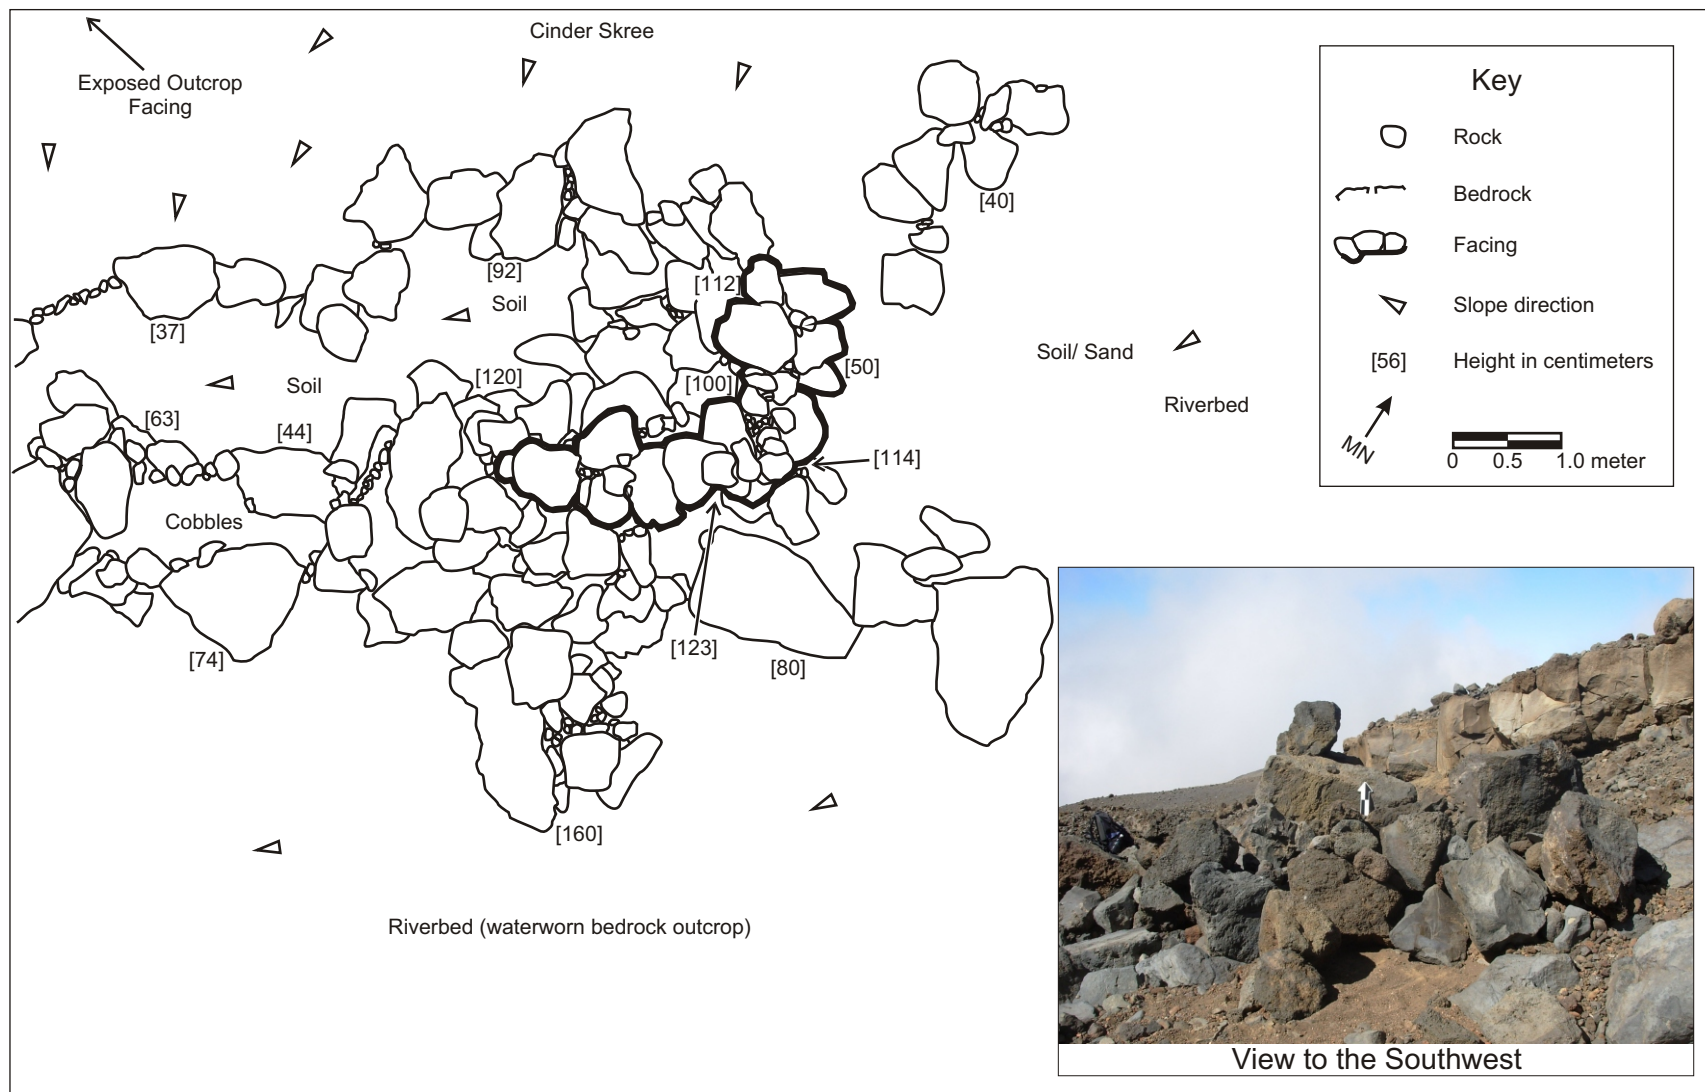 Cinder Skree
Exposed Outcrop
Facing
[40]
[92]
[112]
Soil
[37]
[50]
Soil/ Sand
Riverbed
[120]
[100]
Soil
[63]
[44]
[114]
Cobbles
[74]
[123]
[80]
[160]
Riverbed (waterworn bedrock outcrop)
Key
Rock
Bedrock
Facing
Slope direction
[56] Height in centimeters
MN
0 0.5 1.0 meter
View to the Southwest